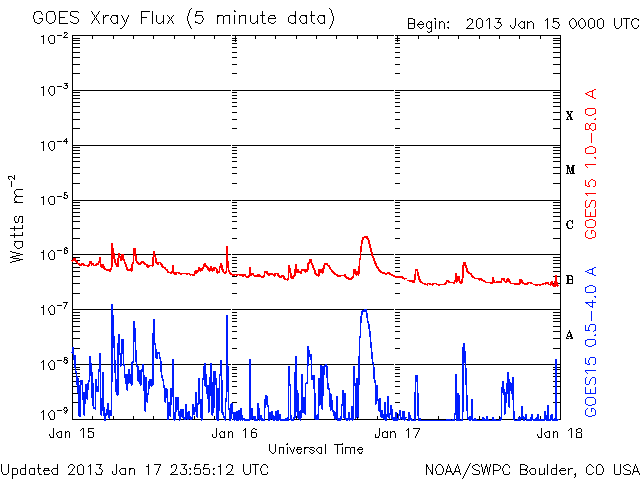 GOES Xray Flux (5 minute data)
Begin: 2013 Jan 15 0000 UTC
10⁻²
10⁻³
10⁻⁴
10⁻⁵
10⁻⁶
10⁻⁷
10⁻⁸
10⁻⁹
Watts m⁻²
X
M
C
B
A
GOES15 1.0-8.0 A
GOES15 0.5-4.0 A
Jan 15
Jan 16
Jan 17
Jan 18
Universal Time
Updated 2013 Jan 17 23:55:12 UTC
NOAA/SWPC Boulder, CO USA